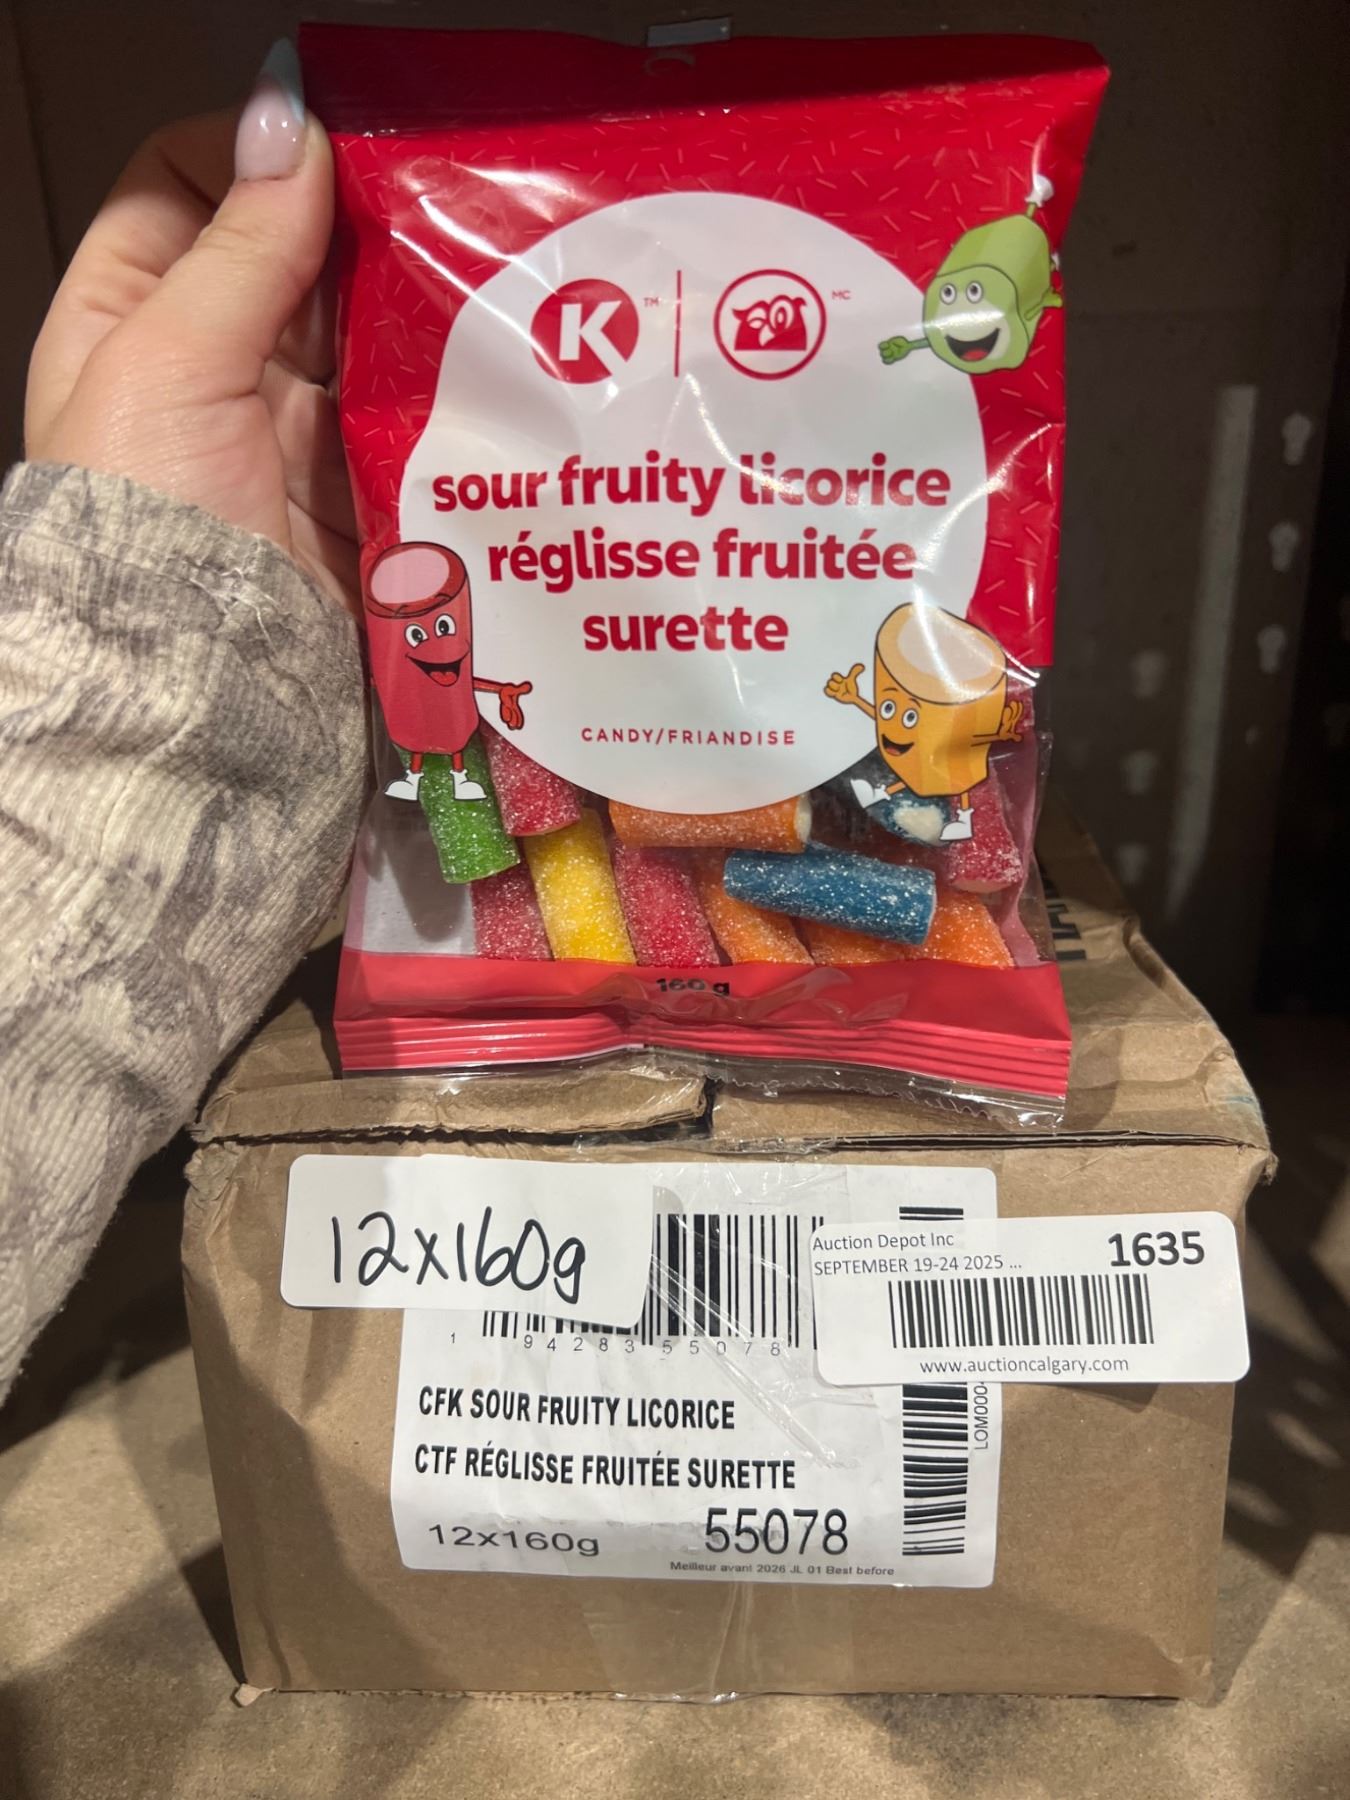 K TM MC
sour fruity licorice
réglisse fruitée
surette
CANDY/FRIANDISE
160 g
12x160g
Auction Depot Inc
SEPTEMBER 19-24 2025 ...
1635
www.auctioncalgary.com
1 94283 55078
CFK SOUR FRUITY LICORICE
CTF RÉGLISSE FRUITÉE SURETTE
12x160g 55078
Meilleur avant 2026 JL 01 Best before